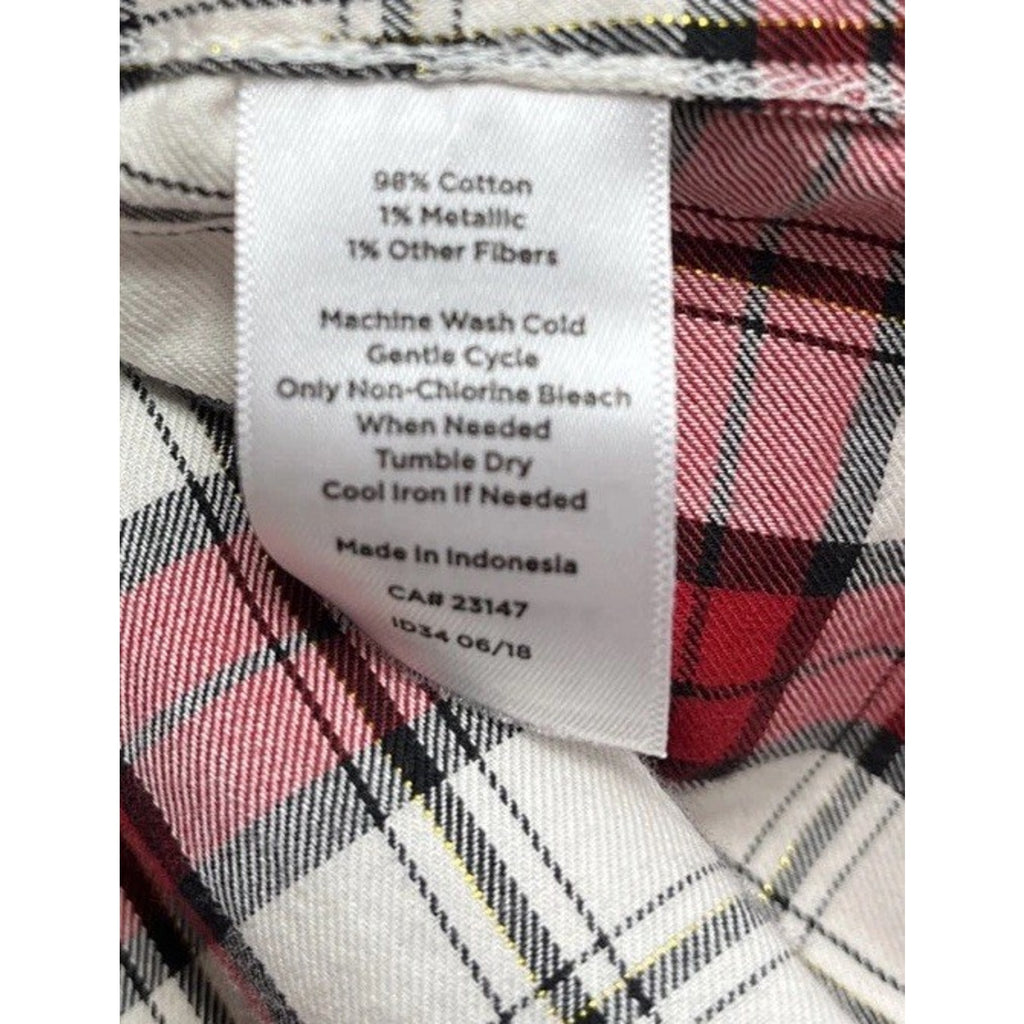 98% Cotton
1% Metallic
1% Other Fibers
Machine Wash Cold
Gentle Cycle
Only Non-Chlorine Bleach
When Needed
Tumble Dry
Cool Iron If Needed
Made In Indonesia
CA# 23147
ID34 06/18